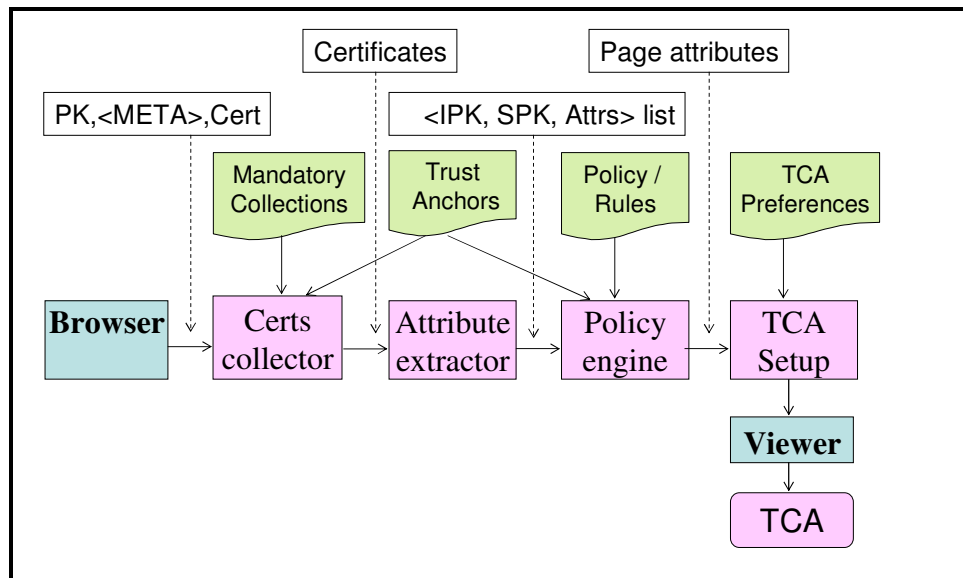 Certificates
Page attributes
PK,<META>,Cert
<IPK, SPK, Attrs> list
Mandatory
Collections
Trust
Anchors
Policy /
Rules
TCA
Preferences
Browser
Certs
collector
Attribute
extractor
Policy
engine
TCA
Setup
Viewer
TCA